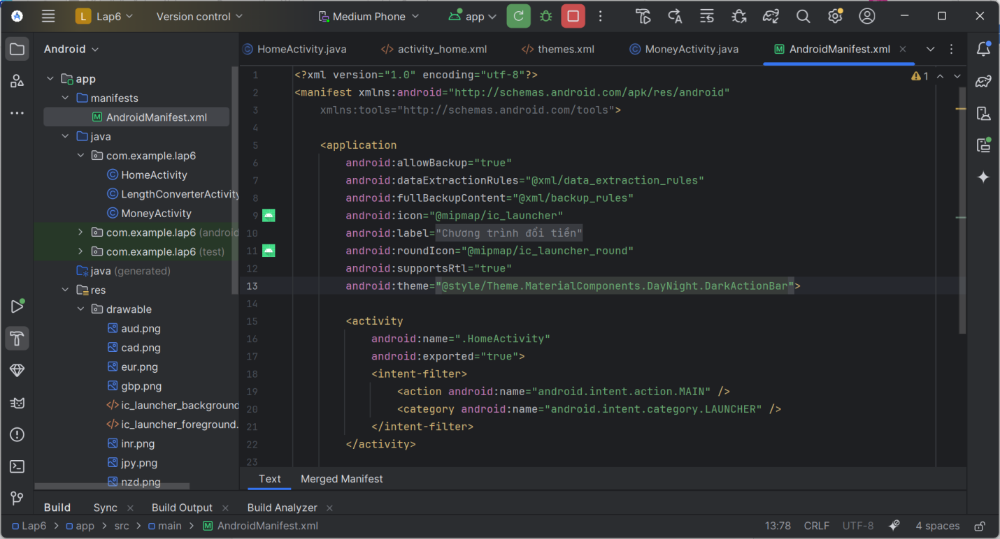 L Lap6 Version control Medium Phone app
Android
HomeActivity.java activity_home.xml themes.xml MoneyActivity.java AndroidManifest.xml
app
manifests
AndroidManifest.xml
java
com.example.lap6
HomeActivity
LengthConverterActivity
MoneyActivity
com.example.lap6 (android
com.example.lap6 (test)
java (generated)
res
drawable
aud.png
cad.png
eur.png
gbp.png
ic_launcher_background
ic_launcher_foreground.
inr.png
jpy.png
nzd.png
1 <?xml version="1.0" encoding="utf-8"?>
2 <manifest xmlns:android="http://schemas.android.com/apk/res/android"
3 xmlns:tools="http://schemas.android.com/tools">
4
5 <application
6 android:allowBackup="true"
7 android:dataExtractionRules="@xml/data_extraction_rules"
8 android:fullBackupContent="@xml/backup_rules"
9 android:icon="@mipmap/ic_launcher"
10 android:label="Chương trình đổi tiền"
11 android:roundIcon="@mipmap/ic_launcher_round"
12 android:supportsRtl="true"
13 android:theme="@style/Theme.MaterialComponents.DayNight.DarkActionBar">
14
15 <activity
16 android:name=".HomeActivity"
17 android:exported="true">
18 <intent-filter>
19 <action android:name="android.intent.action.MAIN" />
20 <category android:name="android.intent.category.LAUNCHER" />
21 </intent-filter>
22 </activity>
23
1
Text Merged Manifest
Build Sync Build Output Build Analyzer
Lap6 > app > src > main > AndroidManifest.xml 13:78 CRLF UTF-8 4 spaces